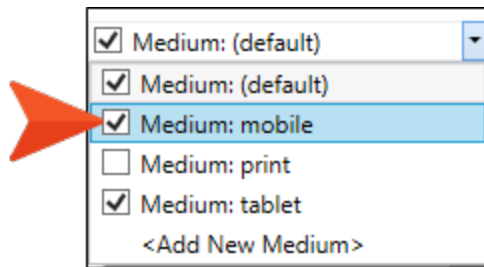 Medium: (default)
Medium: (default)
Medium: mobile
Medium: print
Medium: tablet
<Add New Medium>